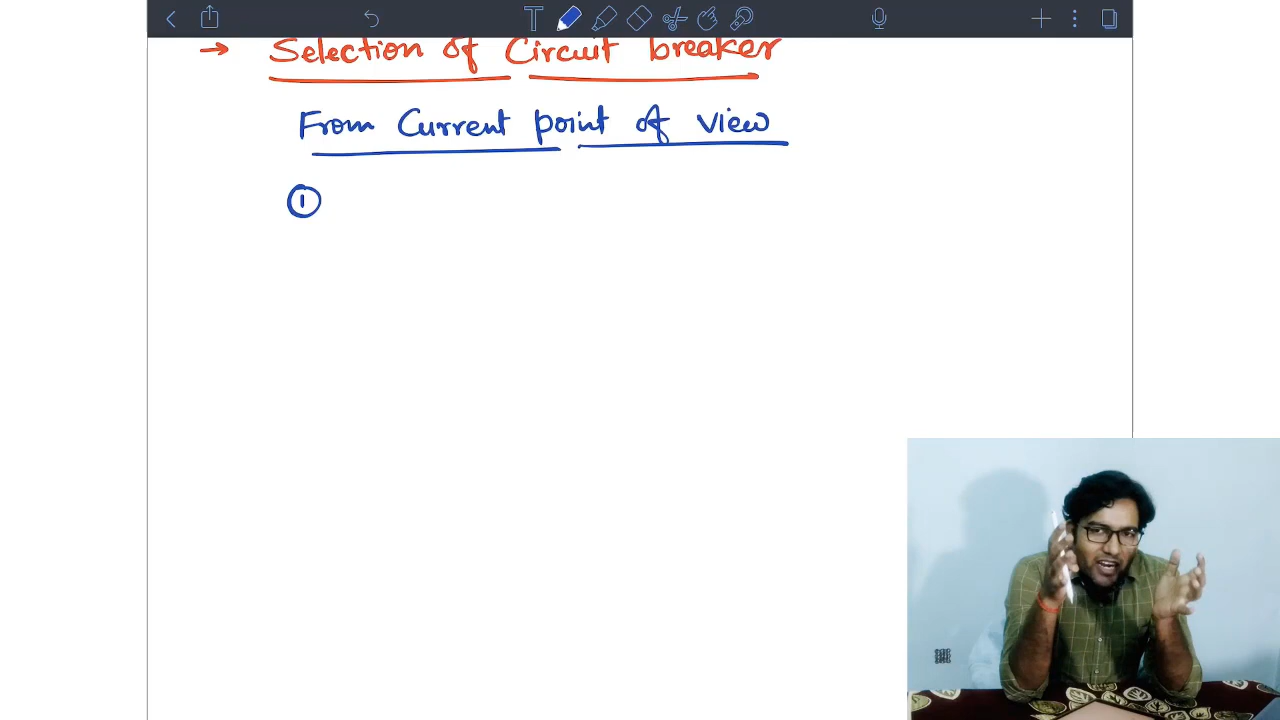 → Selection of Circuit breaker
From Current point of view
①